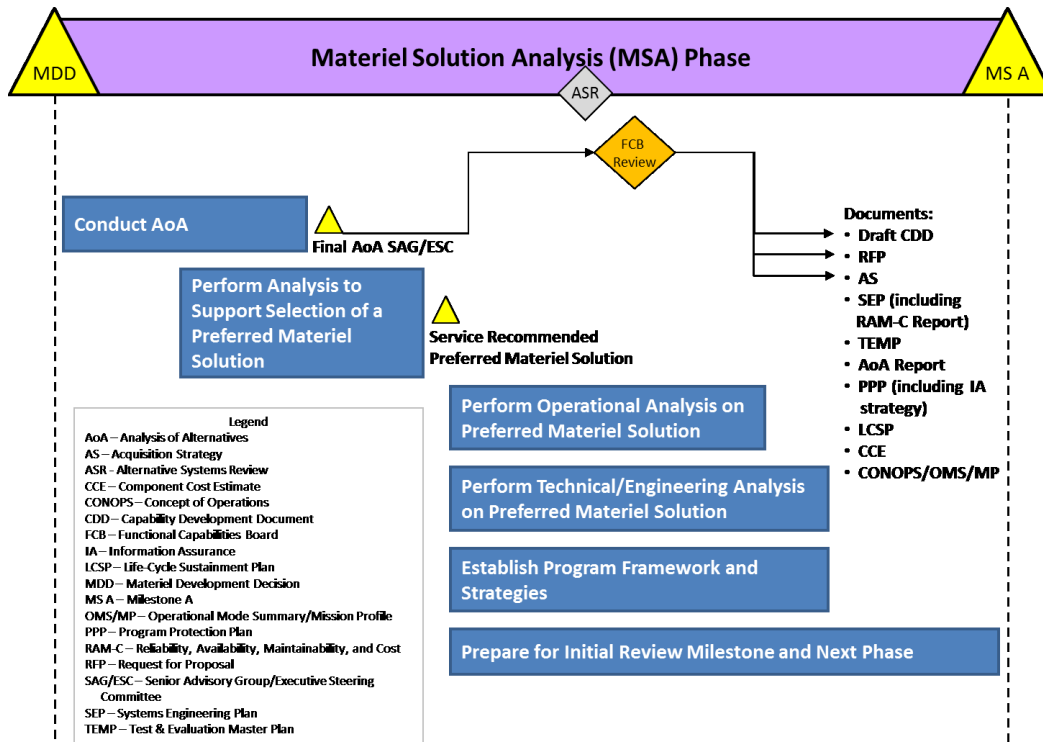 Materiel Solution Analysis (MSA) Phase
MDD
MS A
ASR
FCB
Review
Conduct AoA
Final AoA SAG/ESC
Perform Analysis to
Support Selection of a
Preferred Materiel
Solution
Service Recommended
Preferred Materiel Solution
Documents:
• Draft CDD
• RFP
• AS
• SEP (including
RAM-C Report)
• TEMP
• AoA Report
• PPP (including IA
strategy)
• LCSP
• CCE
• CONOPS/OMS/MP
Perform Operational Analysis on
Preferred Materiel Solution
Perform Technical/Engineering Analysis
on Preferred Materiel Solution
Establish Program Framework and
Strategies
Prepare for Initial Review Milestone and Next Phase
Legend
AoA – Analysis of Alternatives
AS – Acquisition Strategy
ASR - Alternative Systems Review
CCE – Component Cost Estimate
CONOPS – Concept of Operations
CDD – Capability Development Document
FCB – Functional Capabilities Board
IA – Information Assurance
LCSP – Life-Cycle Sustainment Plan
MDD – Materiel Development Decision
MS A – Milestone A
OMS/MP – Operational Mode Summary/Mission Profile
PPP – Program Protection Plan
RAM-C – Reliability, Availability, Maintainability, and Cost
RFP – Request for Proposal
SAG/ESC – Senior Advisory Group/Executive Steering
Committee
SEP – Systems Engineering Plan
TEMP – Test & Evaluation Master Plan